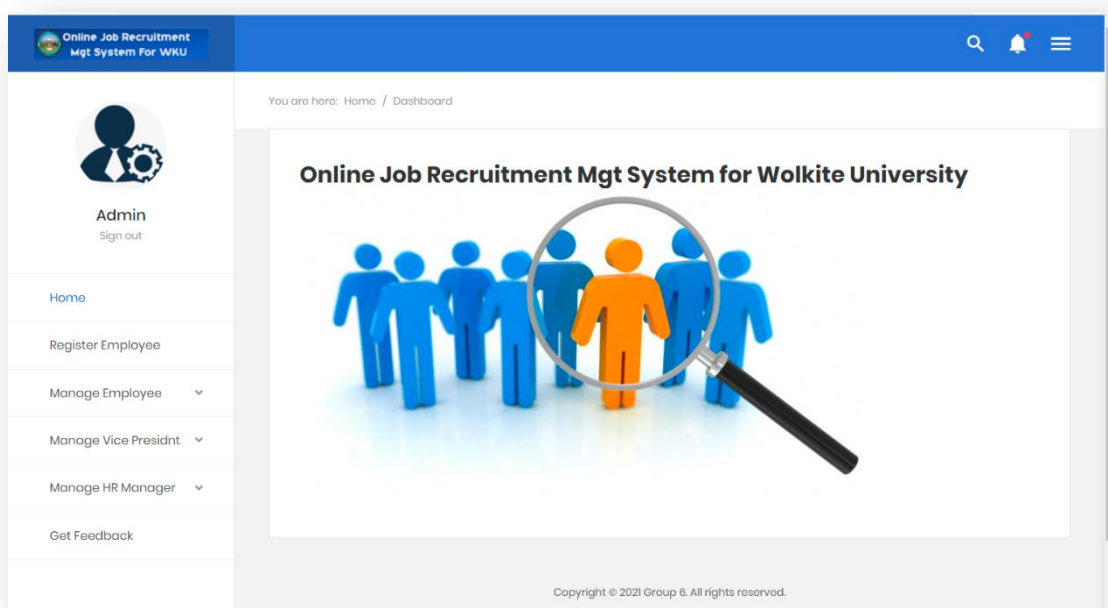 Online Job Recruitment
Mgt System For WKU
You are here: Home / Dashboard
Admin
Sign out
Home
Register Employee
Manage Employee
Manage Vice Presidnt
Manage HR Manager
Get Feedback
Online Job Recruitment Mgt System for Wolkite University
Copyright © 2021 Group 6. All rights reserved.